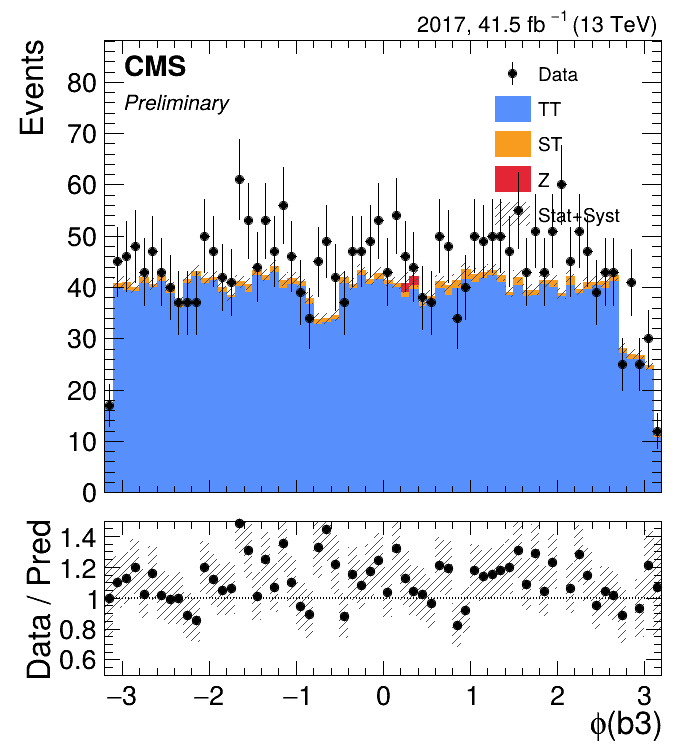 2017, 41.5 fb⁻¹ (13 TeV)
CMS
Preliminary
Data
TT
ST
Z
Stat+Syst
Events
80
70
60
50
40
30
20
10
0
Data / Pred
1.4
1.2
1
0.8
0.6
−3 −2 −1 0 1 2 3
ϕ(b3)